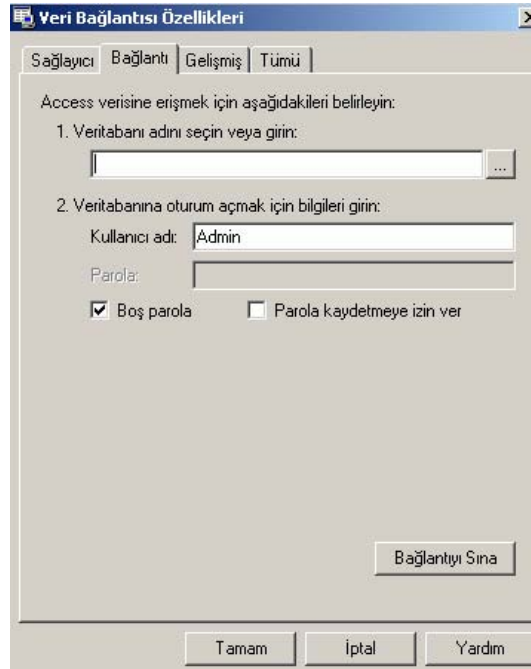 Veri Bağlantısı Özellikleri
Sağlayıcı Bağlantı Gelişmiş Tümü
Access verisine erişmek için aşağıdakileri belirleyin:
1. Veritabanı adını seçin veya girin:
...
2. Veritabanına oturum açmak için bilgileri girin:
Kullanıcı adı: Admin
Parola:
Boş parola Parola kaydetmeye izin ver
Bağlantıyı Sına
Tamam İptal Yardım